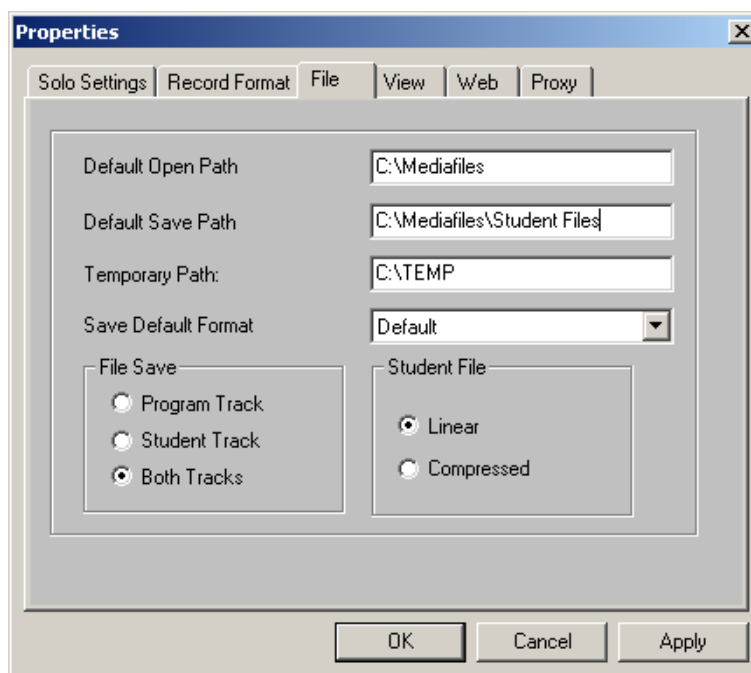 Properties
Solo Settings Record Format File View Web Proxy
Default Open Path C:\Mediafiles
Default Save Path C:\Mediafiles\Student Files
Temporary Path: C:\TEMP
Save Default Format Default
File Save
Program Track
Student Track
Both Tracks
Student File
Linear
Compressed
OK Cancel Apply